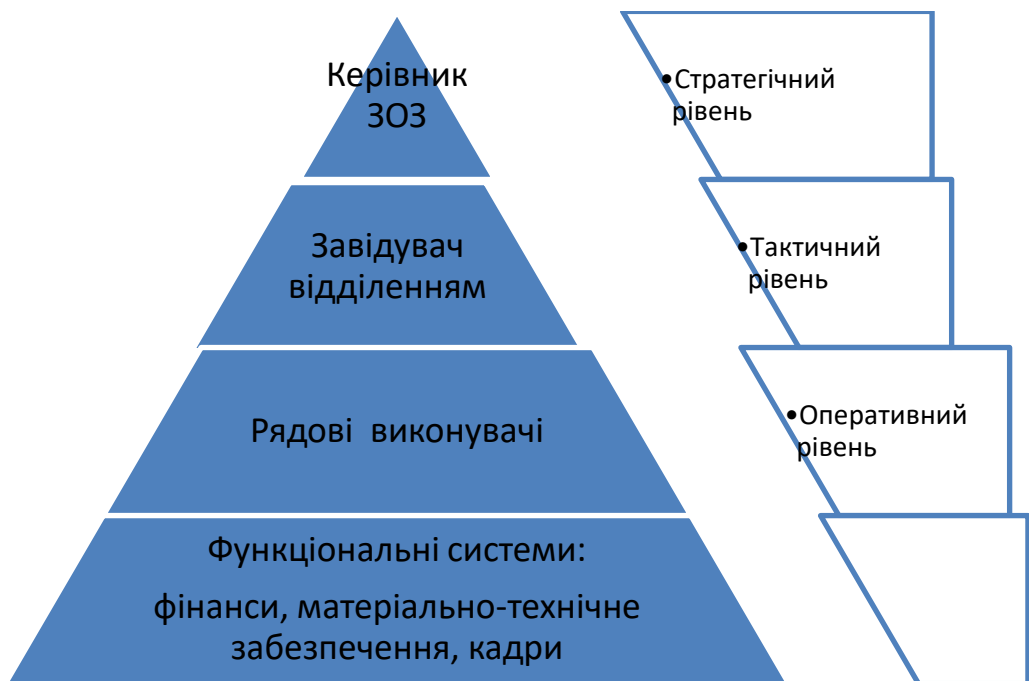 Керівник
ЗОЗ
•Стратегічний
рівень
Завідувач
відділенням
•Тактичний
рівень
Рядові  виконувачі
•Оперативний
рівень
Функціональні системи:
фінанси, матеріально-технічне
забезпечення, кадри